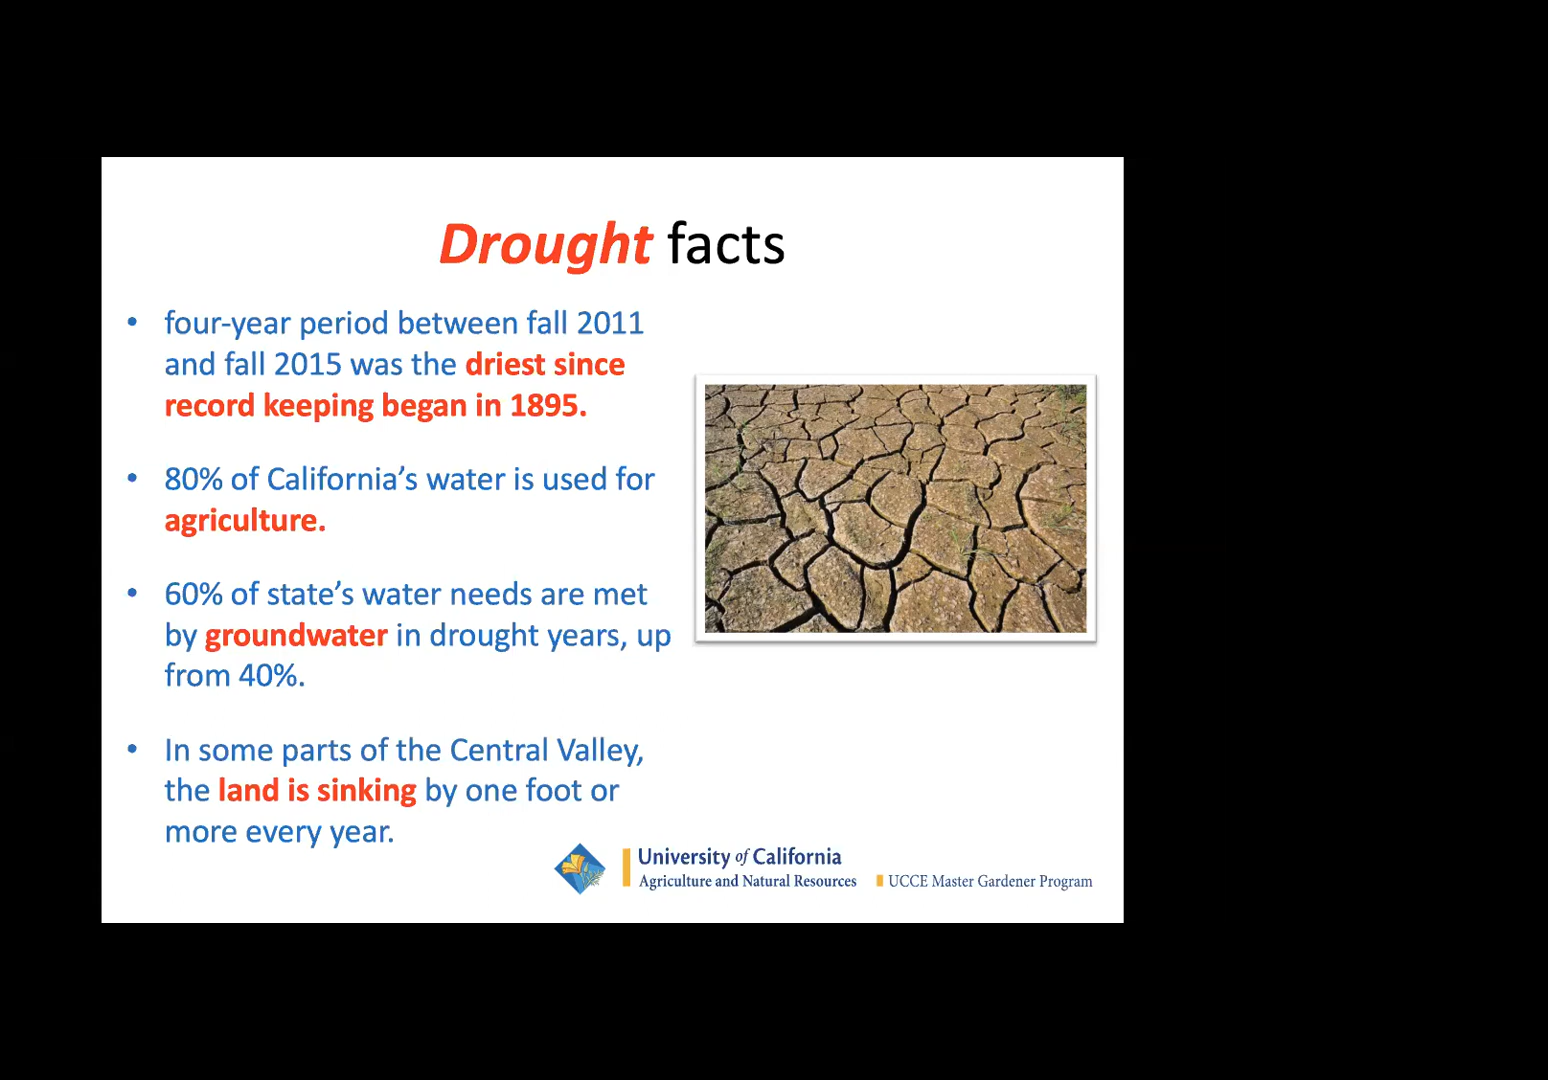 Drought facts
• four-year period between fall 2011
and fall 2015 was the driest since
record keeping began in 1895.
• 80% of California’s water is used for
agriculture.
• 60% of state’s water needs are met
by groundwater in drought years, up
from 40%.
• In some parts of the Central Valley,
the land is sinking by one foot or
more every year.
University of California
Agriculture and Natural Resources
UCCE Master Gardener Program